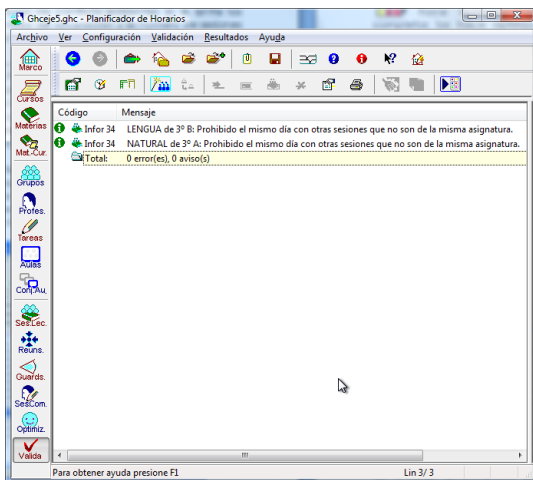 Ghceje5.ghc - Planificador de Horarios
Archivo Ver Configuración Validación Resultados Ayuda
Marco
Cursos
Materias
Mat.-Cur.
Grupos
Profes.
Tareas
Aulas
Conj.Au.
Ses.Lec.
Reuns.
Guards.
SesCom.
Optimiz.
Valida
Código Mensaje
Infor 34 LENGUA de 3º B: Prohibido el mismo día con otras sesiones que no son de la misma asignatura.
Infor 34 NATURAL de 3º A: Prohibido el mismo día con otras sesiones que no son de la misma asignatura.
Total: 0 error(es), 0 aviso(s)
Para obtener ayuda presione F1 Lin 3/ 3